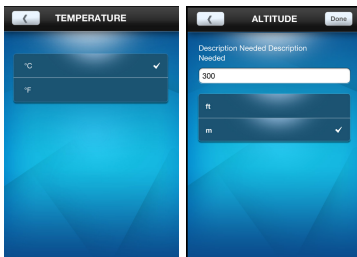 TEMPERATURE
°C
°F
ALTITUDE
Done
Description Needed Description
Needed
300
ft
m